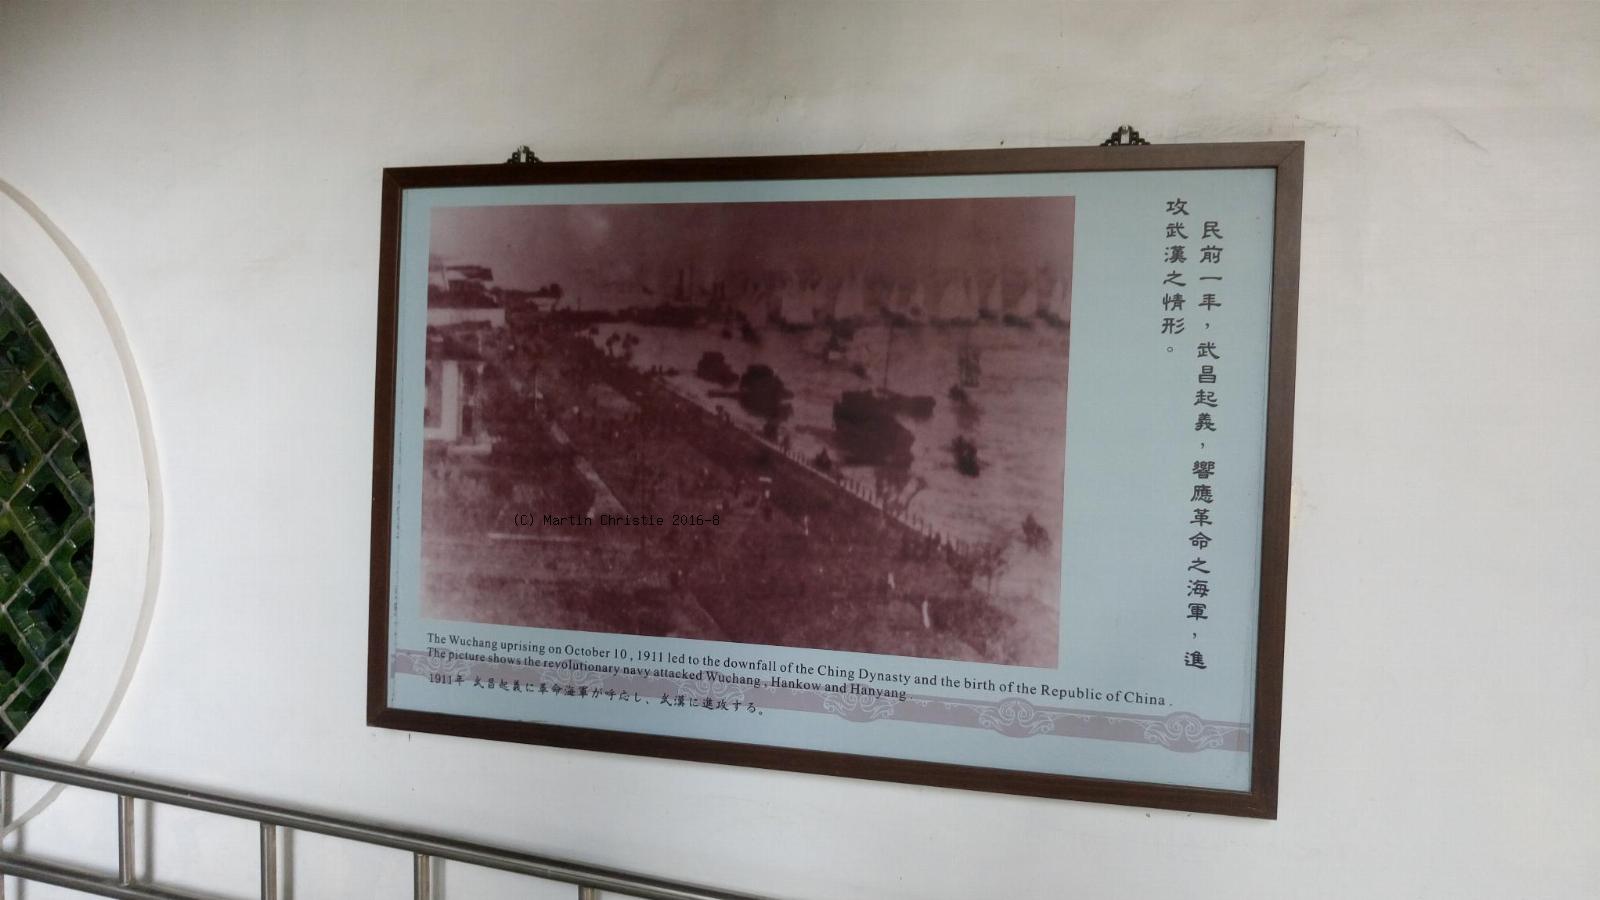 民前一年，武昌起義，響應革命之海軍，進
攻武漢之情形。
(C) Martin Christie 2016-8
The Wuchang uprising on October 10 , 1911 led to the downfall of the Ching Dynasty and the birth of the Republic of China .
The picture shows the revolutionary navy attacked Wuchang , Hankow and Hanyang .
1911年 武昌起義に革命海軍が呼応し、武漢に進攻する。